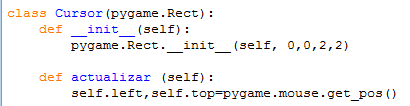 class Cursor(pygame.Rect):
    def __init__(self):
        pygame.Rect.__init__(self, 0,0,2,2)
    def actualizar (self):
        self.left,self.top=pygame.mouse.get_pos()